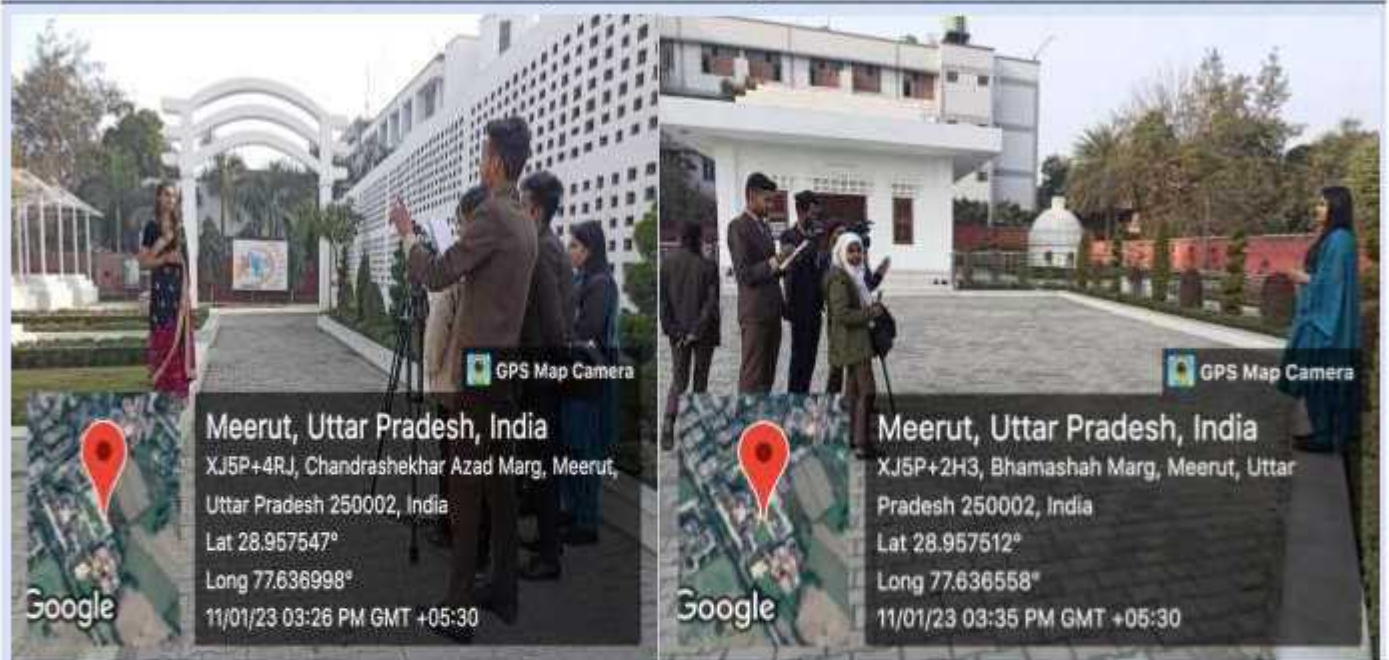 GPS Map Camera
Meerut, Uttar Pradesh, India
XJ5P+4RJ, Chandrashekhar Azad Marg, Meerut,
Uttar Pradesh 250002, India
Lat 28.957547°
Long 77.636998°
11/01/23 03:26 PM GMT +05:30
Google
GPS Map Camera
Meerut, Uttar Pradesh, India
XJ5P+2H3, Bhamashah Marg, Meerut, Uttar
Pradesh 250002, India
Lat 28.957512°
Long 77.636558°
11/01/23 03:35 PM GMT +05:30
Google